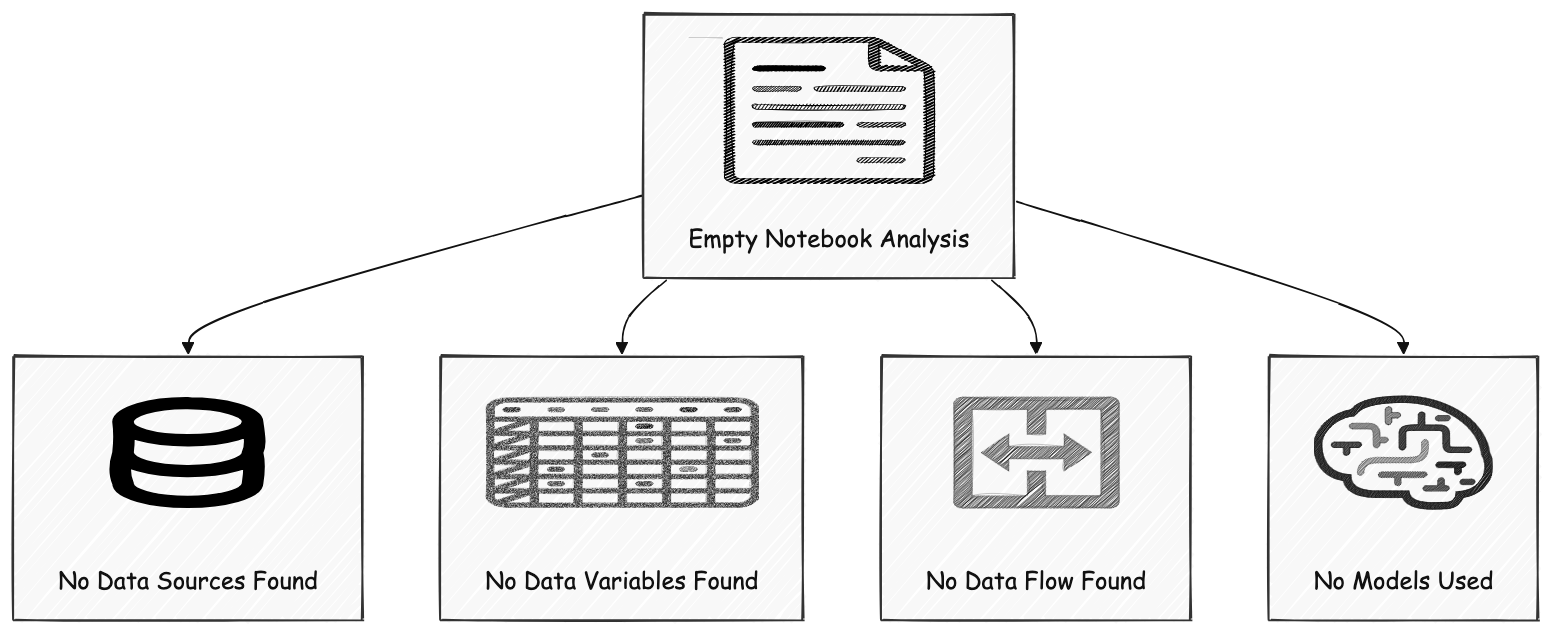 Empty Notebook Analysis
No Data Sources Found
No Data Variables Found
No Data Flow Found
No Models Used